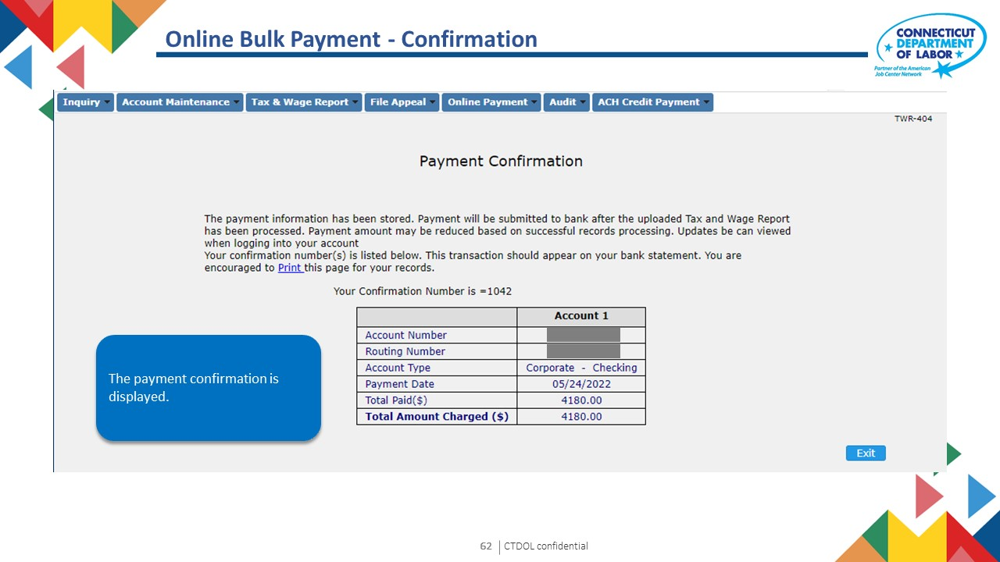 Online Bulk Payment - Confirmation
CONNECTICUT
DEPARTMENT
OF LABOR
Partner of the American
Job Center Network
Inquiry Account Maintenance Tax & Wage Report File Appeal Online Payment Audit ACH Credit Payment
TWR-404
Payment Confirmation
The payment information has been stored. Payment will be submitted to bank after the uploaded Tax and Wage Report
has been processed. Payment amount may be reduced based on successful records processing. Updates be can viewed
when logging into your account
Your confirmation number(s) is listed below. This transaction should appear on your bank statement. You are
encouraged to Print this page for your records.
Your Confirmation Number is =1042
Account 1
Account Number
Routing Number
Account Type Corporate - Checking
Payment Date 05/24/2022
Total Paid($) 4180.00
Total Amount Charged ($) 4180.00
The payment confirmation is
displayed.
Exit
62 CTDOL confidential